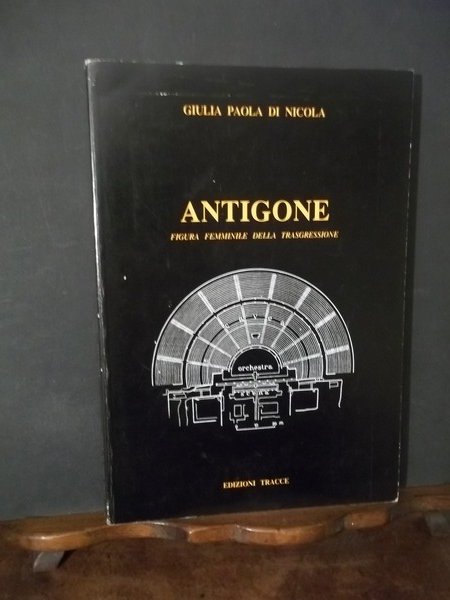 GIULIA PAOLA DI NICOLA
ANTIGONE
FIGURA FEMMINILE DELLA TRASGRESSIONE
orchestra
EDIZIONI TRACCE